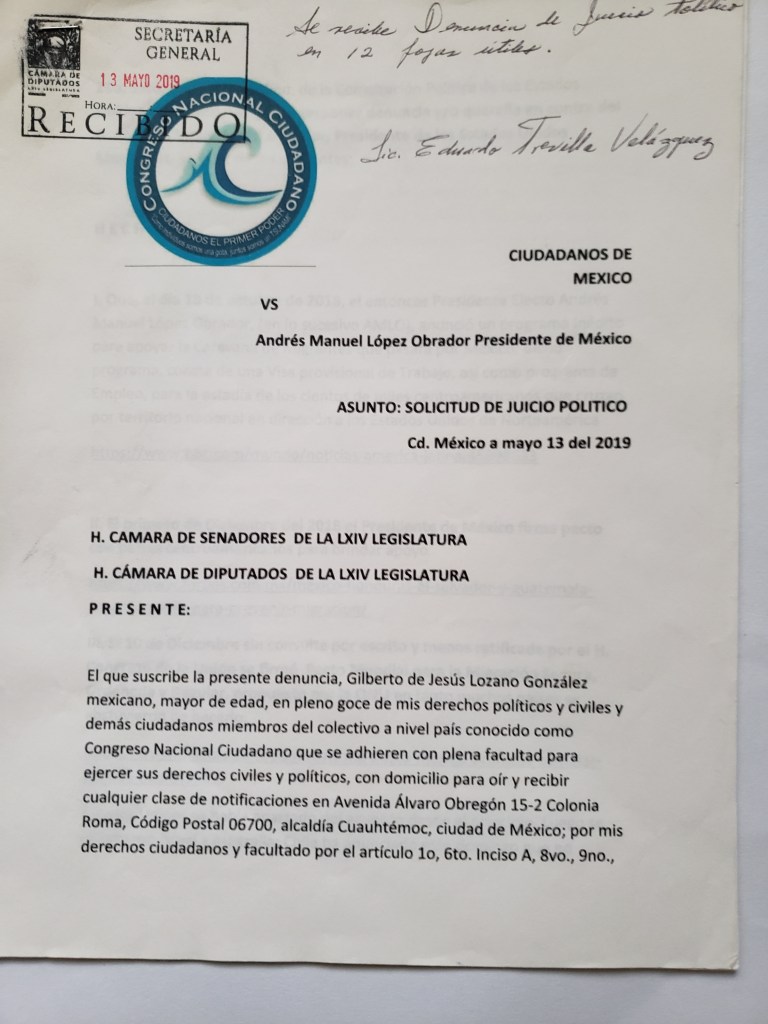 SECRETARÍA
GENERAL
CÁMARA DE
DIPUTADOS
LXIV LEGISLATURA
13 MAYO 2019
HORA:
RECIBIDO
Se recibe Denuncia de Juicio Político
en 12 fojas útiles.
Lic. Eduardo Trevilla Velázquez
CONGRESO NACIONAL CIUDADANO
CIUDADANOS EL PRIMER PODER
CIUDADANOS DE
MEXICO
VS
Andrés Manuel López Obrador Presidente de México
ASUNTO: SOLICITUD DE JUICIO POLITICO
Cd. México a mayo 13 del 2019
H. CAMARA DE SENADORES DE LA LXIV LEGISLATURA
H. CÁMARA DE DIPUTADOS DE LA LXIV LEGISLATURA
P R E S E N T E:
El que suscribe la presente denuncia, Gilberto de Jesús Lozano González
mexicano, mayor de edad, en pleno goce de mis derechos políticos y civiles y
demás ciudadanos miembros del colectivo a nivel país conocido como
Congreso Nacional Ciudadano que se adhieren con plena facultad para
ejercer sus derechos civiles y políticos, con domicilio para oír y recibir
cualquier clase de notificaciones en Avenida Álvaro Obregón 15-2 Colonia
Roma, Código Postal 06700, alcaldía Cuauhtémoc, ciudad de México; por mis
derechos ciudadanos y facultado por el artículo 1o, 6to. Inciso A, 8vo., 9no.,